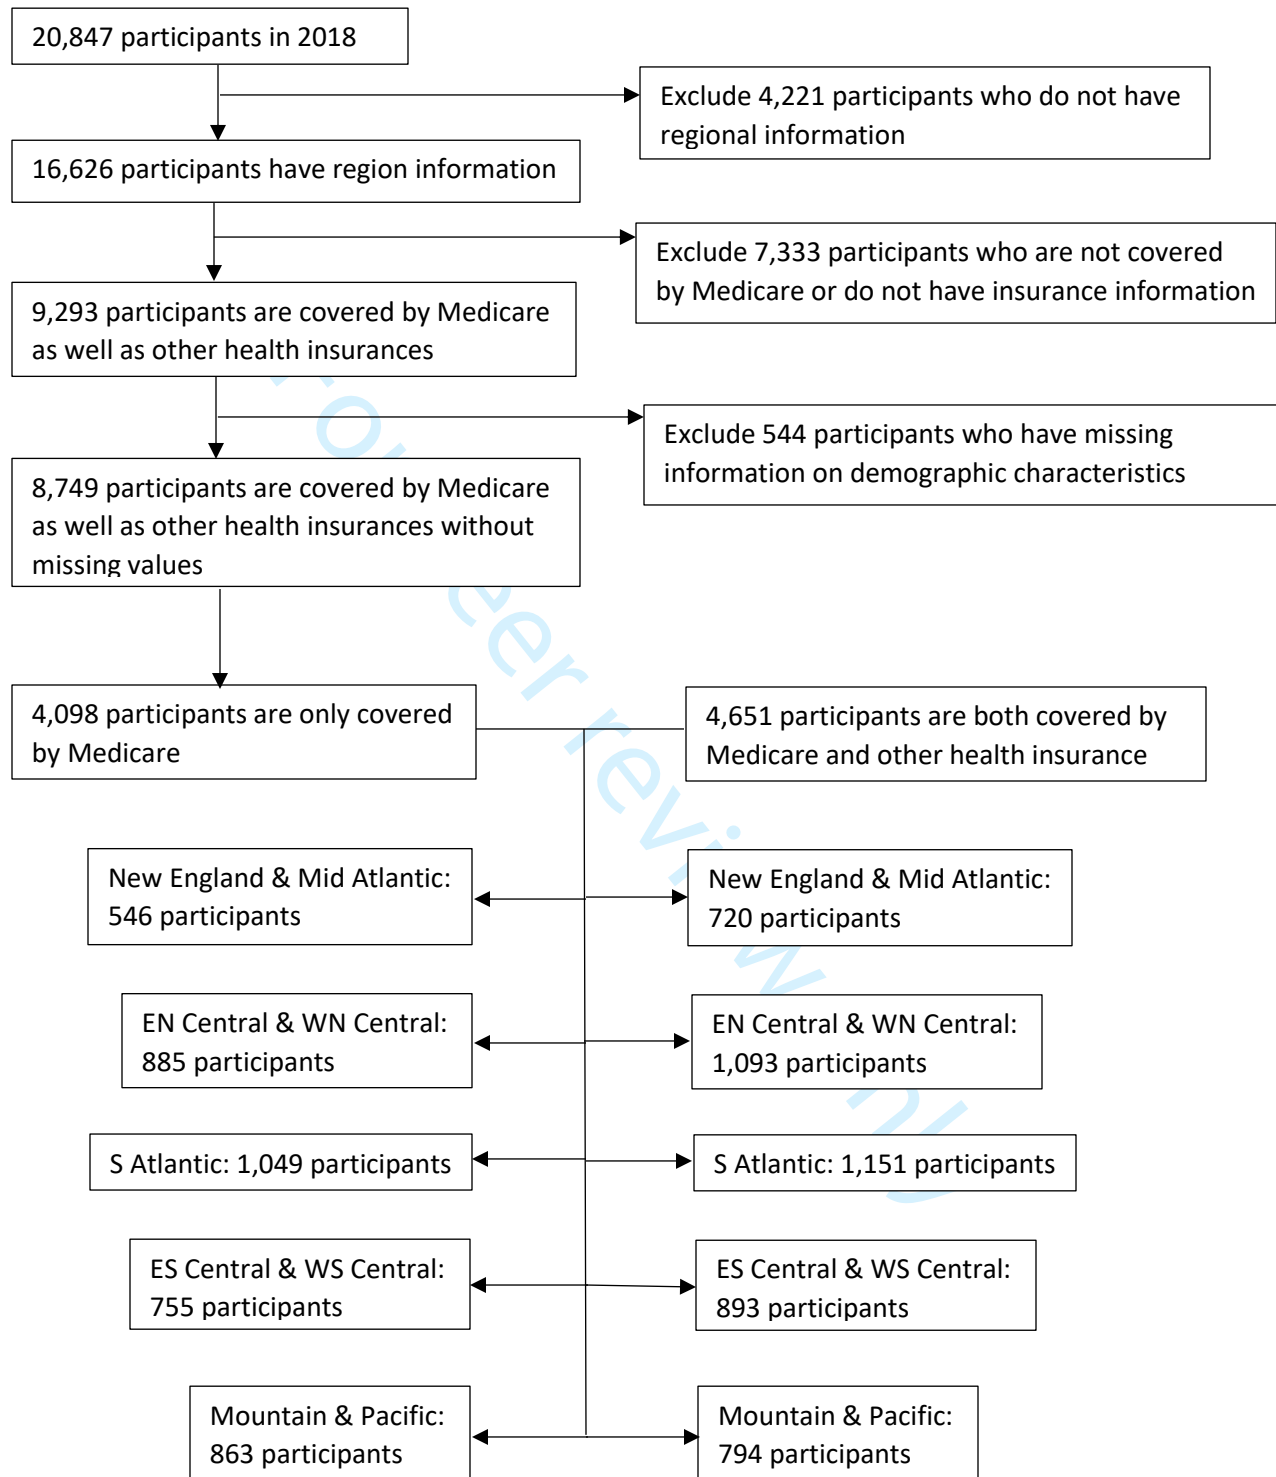 20,847 participants in 2018
Exclude 4,221 participants who do not have
regional information
16,626 participants have region information
Exclude 7,333 participants who are not covered
by Medicare or do not have insurance information
9,293 participants are covered by Medicare
as well as other health insurances
Exclude 544 participants who have missing
information on demographic characteristics
8,749 participants are covered by Medicare
as well as other health insurances without
missing values
4,098 participants are only covered
by Medicare
4,651 participants are both covered by
Medicare and other health insurance
New England & Mid Atlantic:
546 participants
New England & Mid Atlantic:
720 participants
EN Central & WN Central:
885 participants
EN Central & WN Central:
1,093 participants
S Atlantic: 1,049 participants
S Atlantic: 1,151 participants
ES Central & WS Central:
755 participants
ES Central & WS Central:
893 participants
Mountain & Pacific:
863 participants
Mountain & Pacific:
794 participants
review